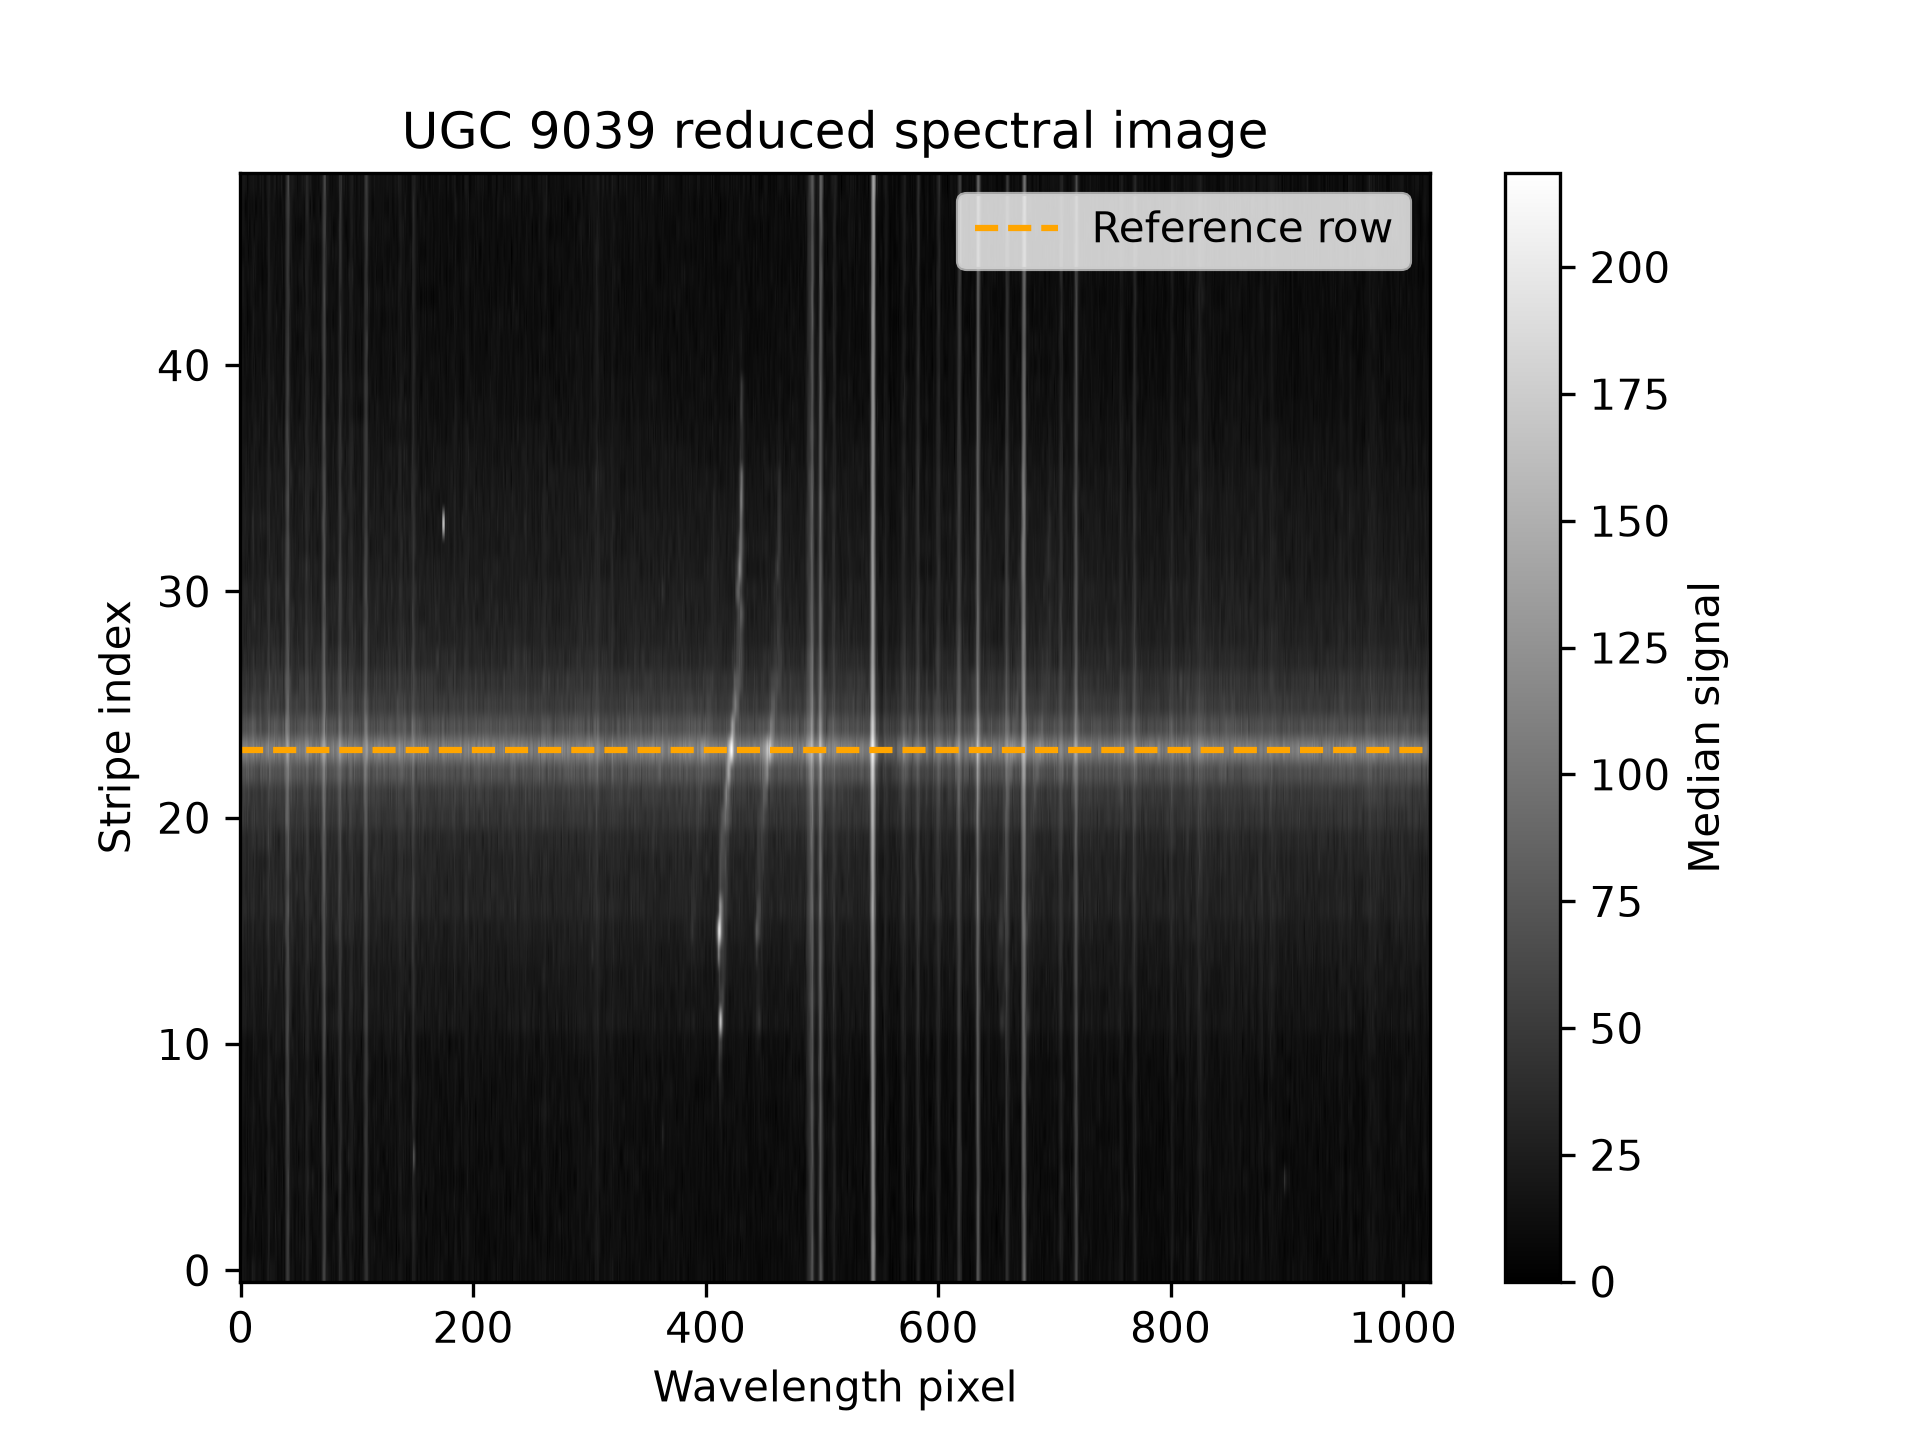 UGC 9039 reduced spectral image
Reference row
Stripe index
40
30
20
10
0
0 200 400 600 800 1000
Wavelength pixel
200
175
150
125
100
75
50
25
0
Median signal